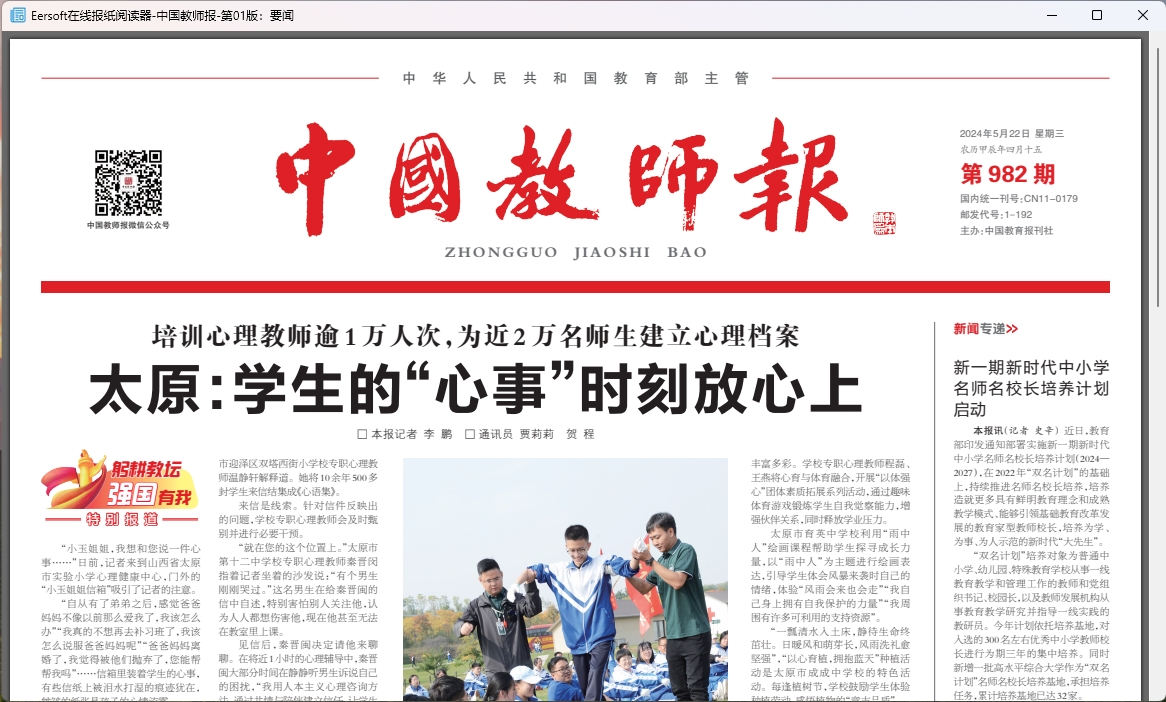 Eersoft在线报纸阅读器-中国教师报-第01版：要闻
中华人民共和国教育部主管
中國教師報
ZHONGGUO JIAOSHI BAO
中国教师报微信公众号
2024年5月22日 星期三
农历甲辰年四月十五
第 982 期
国内统一刊号:CN11-0179
邮发代号:1-192
主办:中国教育报刊社
培训心理教师逾1万人次,为近2万名师生建立心理档案
太原:学生的“心事”时刻放心上
□ 本报记者 李 鹏 □ 通讯员 贾莉莉 贺 程
躬耕教坛
强国有我
特别报道
“小玉姐姐,我想和您说一件心
事……”日前,记者来到山西省太原
市实验小学心理健康中心,门外的
“小玉姐姐信箱”吸引了记者的注意。
“自从有了弟弟之后,感觉爸爸
妈妈不像以前那么爱我了,我该怎么
办”“我真的不想再去补习班了,我该
怎么说服爸爸妈妈呢”“爸爸妈妈离
婚了,我觉得被他们抛弃了,您能帮
帮我吗”……信箱里装着学生的心事,
有些信纸上被泪水打湿的痕迹犹在,
市迎泽区双塔西街小学校专职心理教
师温静轩解释道。她将10余年500多
封学生来信结集成《心语集》。
来信是线索。针对信件反映出
的问题,学校专职心理教师会及时甄
别并进行必要干预。
“就在您的这个位置上。”太原市
第十二中学校专职心理教师秦晋闵
指着记者坐着的沙发说:“有个男生
刚刚哭过。”这名男生在给秦晋闽的
信中自述,特别害怕别人关注他,认
为人人都想伤害他,现在他甚至无法
在教室里上课。
见信后,秦晋闽决定请他来聊
聊。在将近1小时的心理辅导中,秦晋
闽大部分时间在静静听男生诉说自己
的困扰,“我用人本主义心理咨询方
法,通过共情与陪伴建立信任,让学生
丰富多彩。学校专职心理教师程磊、
王燕将心育与体育融合,开展“以体强
心”团体素质拓展系列活动,通过趣味
体育游戏锻炼学生自我觉察能力,增
强伙伴关系,同时释放学业压力。
太原市育英中学校利用“雨中
人”绘画课程帮助学生探寻成长力
量,以“雨中人”为主题进行绘画表
达,引导学生体会风暴来袭时自己的
情绪,体验“风雨会来也会走”“我自
己身上拥有自我保护的力量”“我周
围有许多可利用的支持资源”。
“一瓢清水入土床,静待生命终
茁壮。日暖风和萌芽长,风雨洗礼愈
坚强”,“以心育植,拥抱蓝天”种植活
动是太原市成成中学校的特色活
动。每逢植树节,学校鼓励学生体验
新闻专递
新一期新时代中小学
名师名校长培养计划
启动
本报讯(记者 史辛) 近日,教育
部印发通知部署实施新一期新时代
中小学名师名校长培养计划(2024—
2027),在2022年“双名计划”的基础
上,持续推进名师名校长培养,培养
造就更多具有鲜明教育理念和成熟
教学模式、能够引领基础教育改革发
展的教育家型教师校长,培养为学、
为事、为人示范的新时代“大先生”。
“双名计划”培养对象为普通中
小学、幼儿园、特殊教育学校从事一线
教育教学和管理工作的教师和党组
织书记、校园长,以及教师发展机构从
事教育教学研究并指导一线实践的
教研员。今年计划依托培养基地,对
入选的300名左右优秀中小学教师校
长进行为期三年的集中培养。同时
新增一批高水平综合大学作为“双名
计划”名师名校长培养基地,承担培养
任务,累计培养基地已达32家。